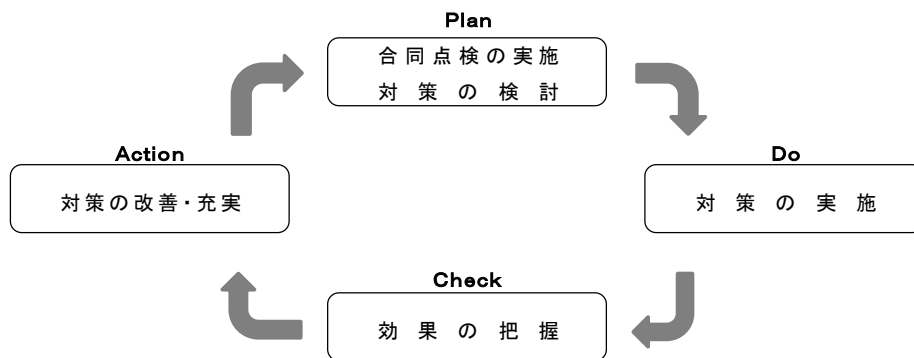 Plan
合同点検の実施
対策の検討
Action
対策の改善・充実
Do
対策の実施
Check
効果の把握